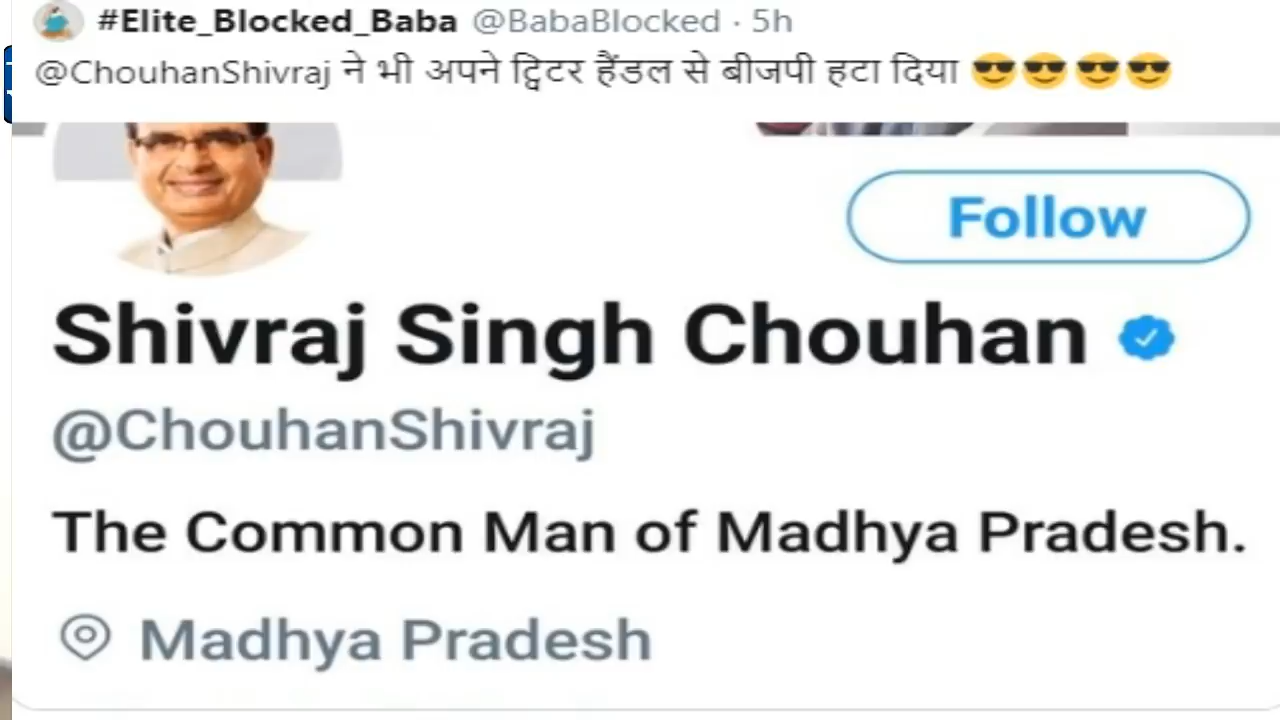 #Elite_Blocked_Baba @BabaBlocked · 5h
@ChouhanShivraj ने भी अपने ट्विटर हैंडल से बीजपी हटा दिया 😎😎😎😎
Follow
Shivraj Singh Chouhan
@ChouhanShivraj
The Common Man of Madhya Pradesh.
Madhya Pradesh